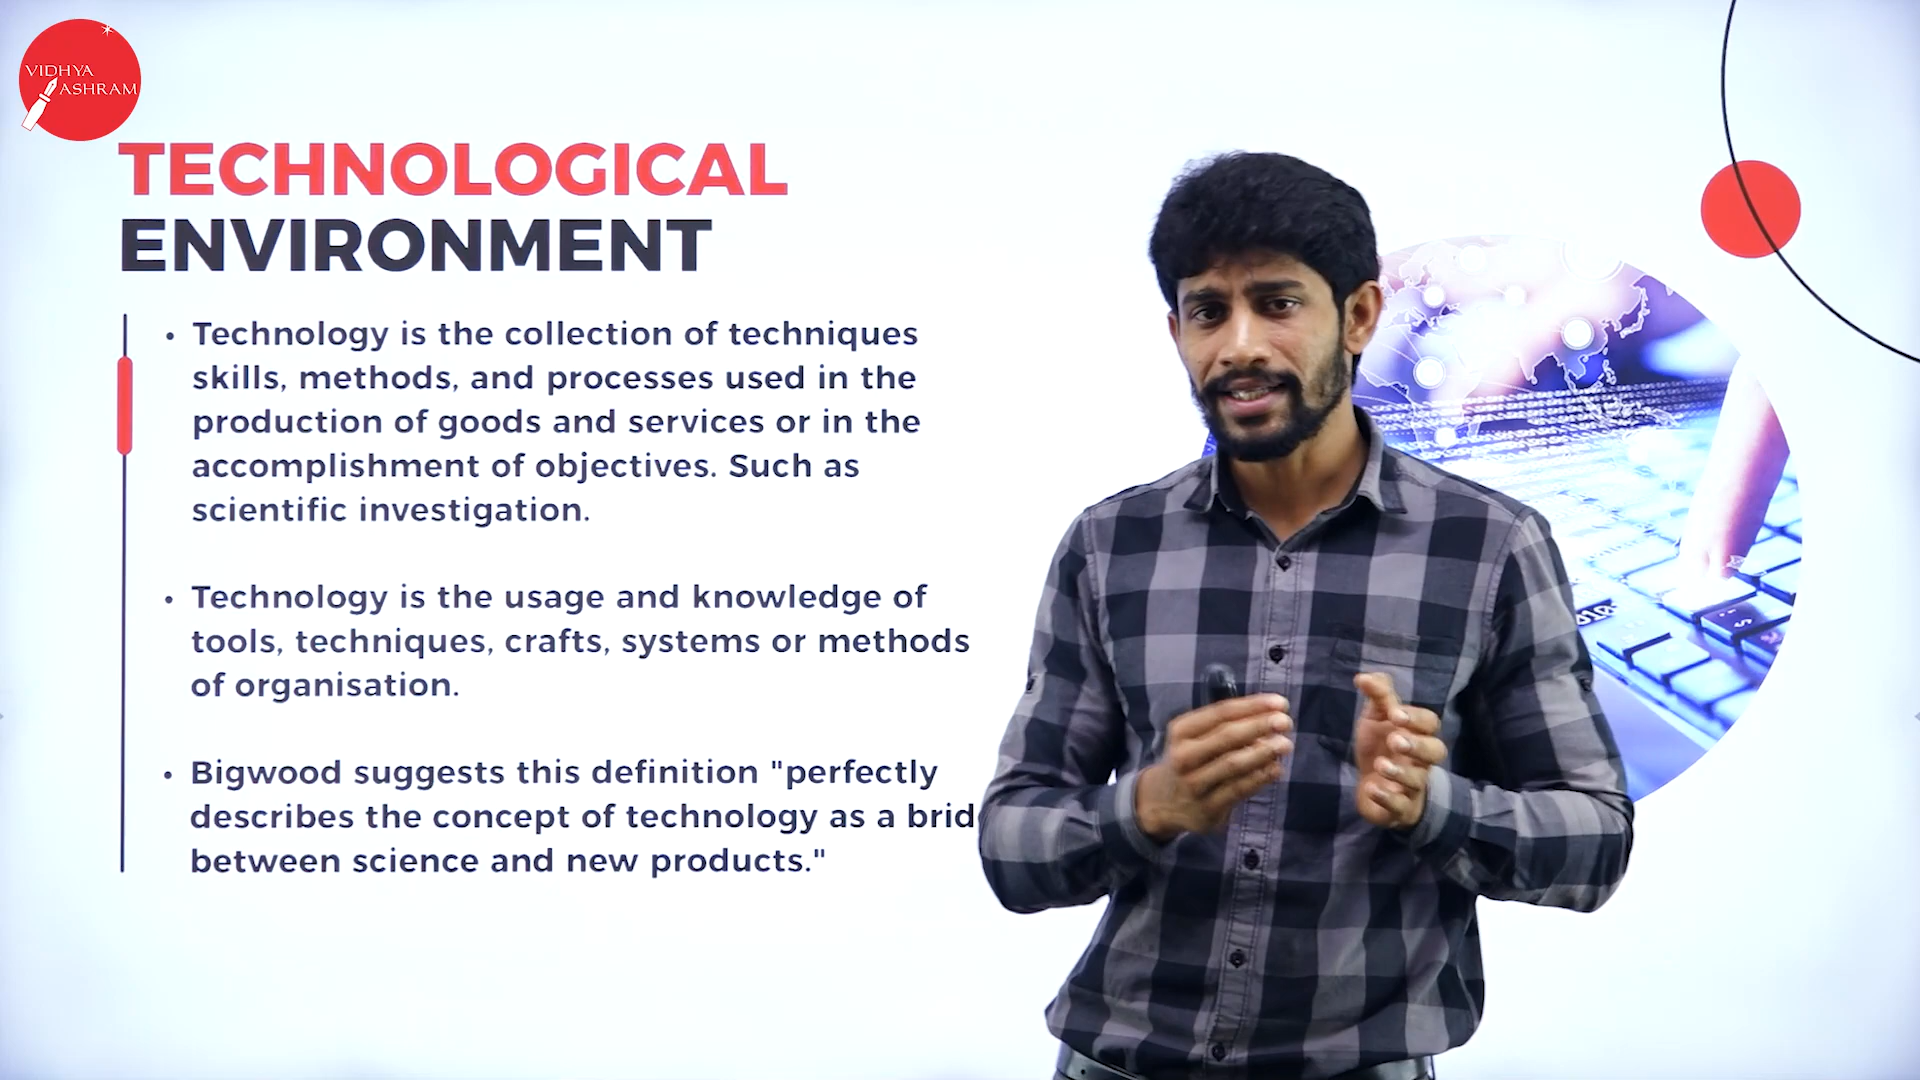 VIDHYA
ASHRAM
TECHNOLOGICAL
ENVIRONMENT
• Technology is the collection of techniques
skills, methods, and processes used in the
production of goods and services or in the
accomplishment of objectives. Such as
scientific investigation.
• Technology is the usage and knowledge of
tools, techniques, crafts, systems or methods
of organisation.
• Bigwood suggests this definition "perfectly
describes the concept of technology as a
between science and new products."